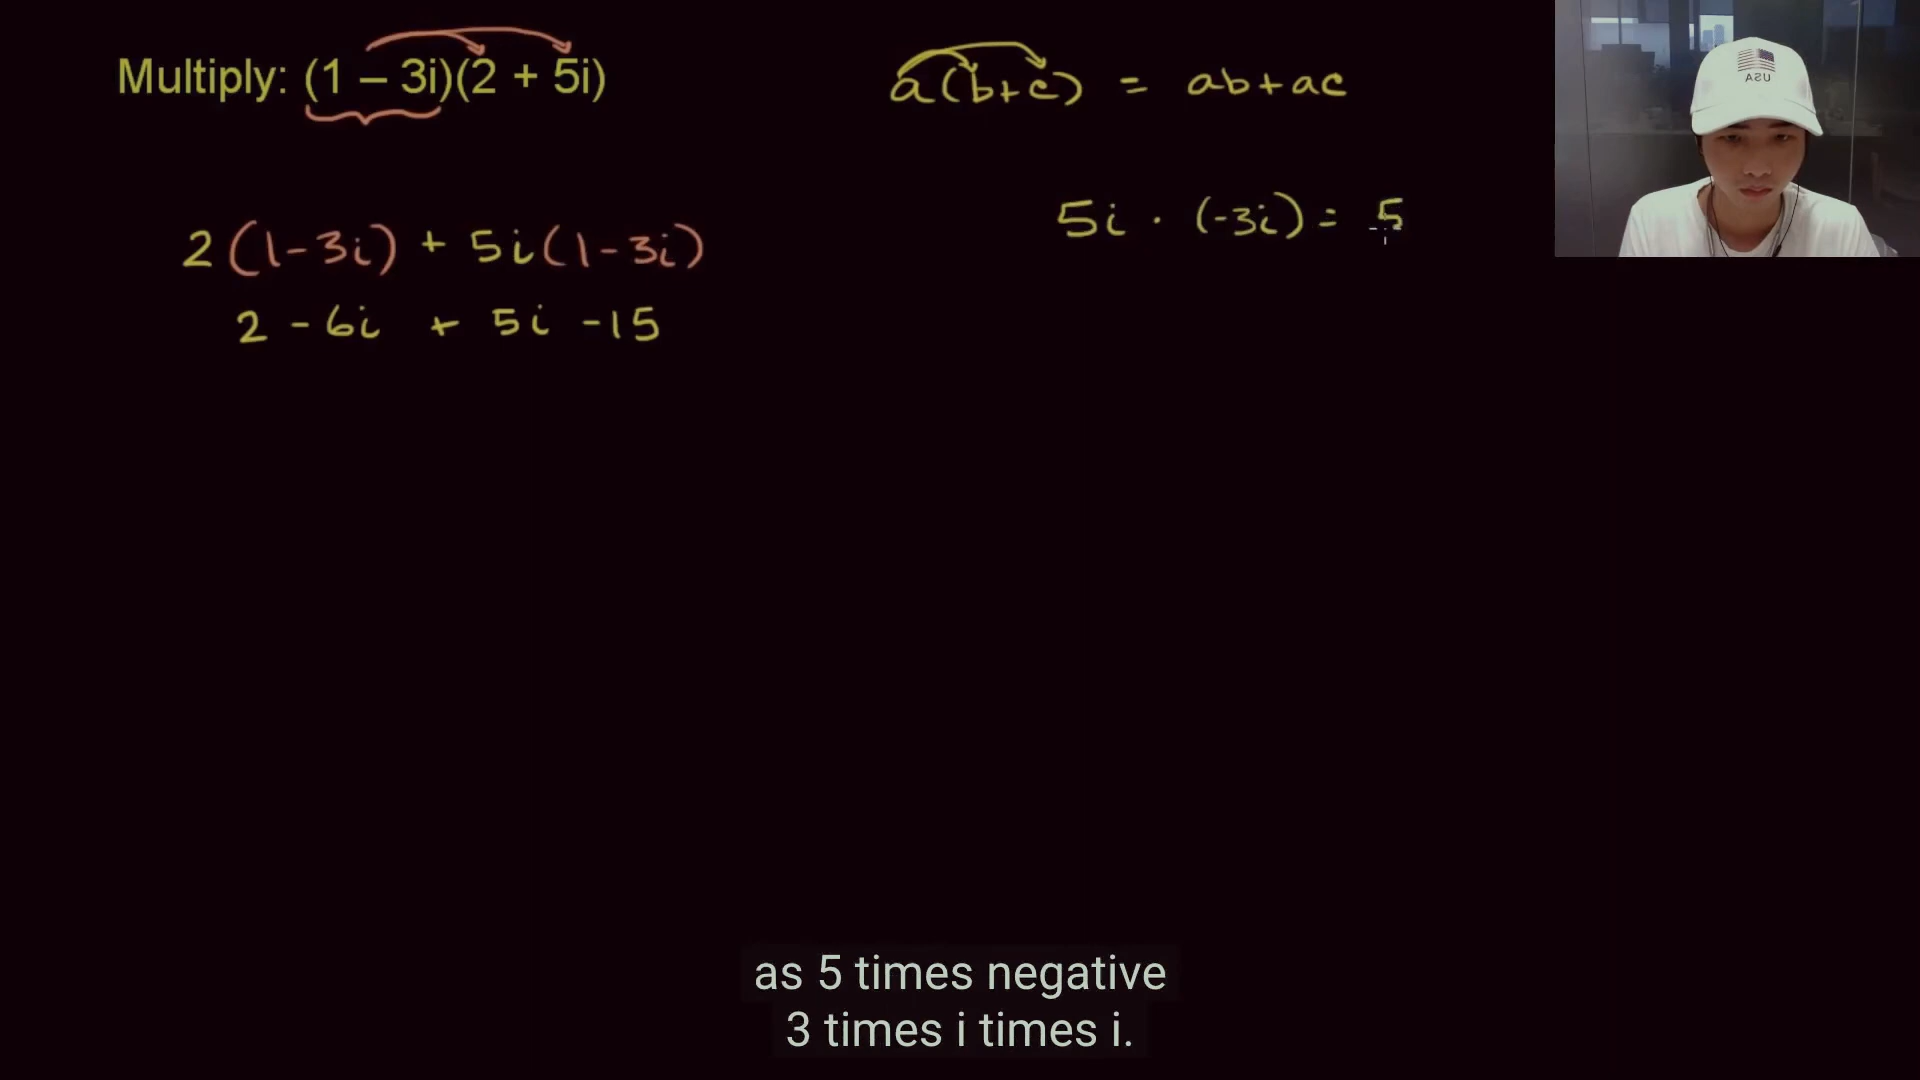 Multiply: (1 – 3i)(2 + 5i)
a(b+c) = ab+ac
5i · (-3i) = 5
2(1-3i) + 5i(1-3i)
2 - 6i + 5i -15
USA
as 5 times negative
3 times i times i.